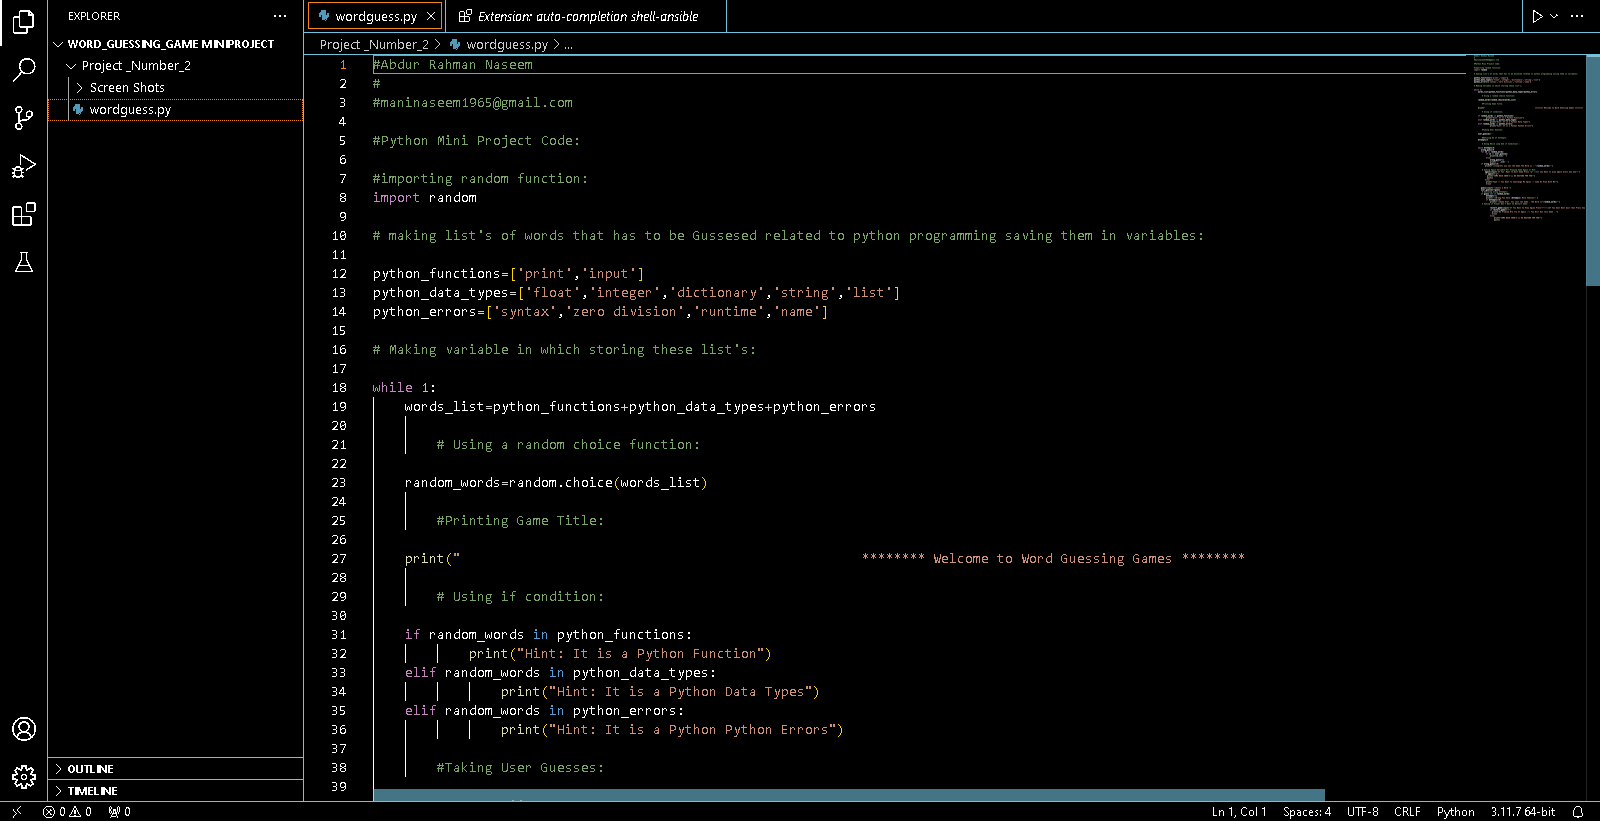 EXPLORER
WORD_GUESSING_GAME MINIPROJECT
Project _Number_2
Screen Shots
wordguess.py
OUTLINE
TIMELINE
wordguess.py
Extension: auto-completion shell-ansible
Project _Number_2 > wordguess.py > ...
1 #Abdur Rahman Naseem
2 #
3 #maninaseem1965@gmail.com
4
5 #Python Mini Project Code:
6
7 #importing random function:
8 import random
9
10 # making list's of words that has to be Gussesed related to python programming saving them in variables:
11
12 python_functions=['print','input']
13 python_data_types=['float','integer','dictionary','string','list']
14 python_errors=['syntax','zero division','runtime','name']
15
16 # Making variable in which storing these list's:
17
18 while 1:
19 words_list=python_functions+python_data_types+python_errors
20
21 # Using a random choice function:
22
23 random_words=random.choice(words_list)
24
25 #Printing Game Title:
26
27 print(" ******** Welcome to Word Guessing Games ********
28
29 # Using if condition:
30
31 if random_words in python_functions:
32 print("Hint: It is a Python Function")
33 elif random_words in python_data_types:
34 print("Hint: It is a Python Data Types")
35 elif random_words in python_errors:
36 print("Hint: It is a Python Python Errors")
37
38 #Taking User Guesses:
39
0 0 0
Ln 1, Col 1 Spaces: 4 UTF-8 CRLF Python 3.11.7 64-bit